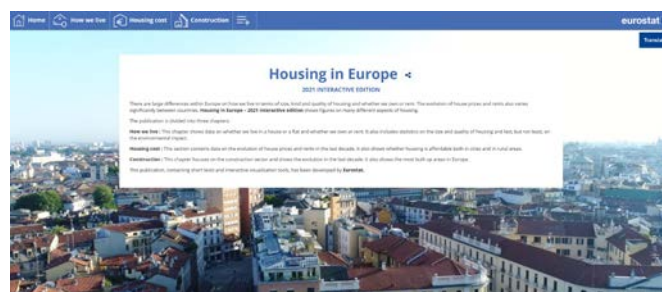 Home How we live Housing cost Construction
eurostat
Housing in Europe
2021 INTERACTIVE EDITION
There are large differences within Europe on how we live in terms of size, kind and quality of housing and whether we own or rent. The evolution of house prices and rents also varies
significantly between countries. Housing in Europe – 2021 interactive edition shows figures on many different aspects of housing.
The publication is divided into three chapters:
How we live : This chapter shows data on whether we live in a house or a flat and whether we own or rent. It also includes statistics on the size and quality of housing and last, but not least, on
the environmental impact.
Housing cost : This section contains data on the evolution of house prices and rents in the last decade. It also shows whether housing is affordable both in cities and in rural areas.
Construction : This chapter focuses on the construction sector and shows the evolution in the last decade. It also shows the most built-up areas in Europe.
This publication, containing short texts and interactive visualisation tools, has been developed by Eurostat.